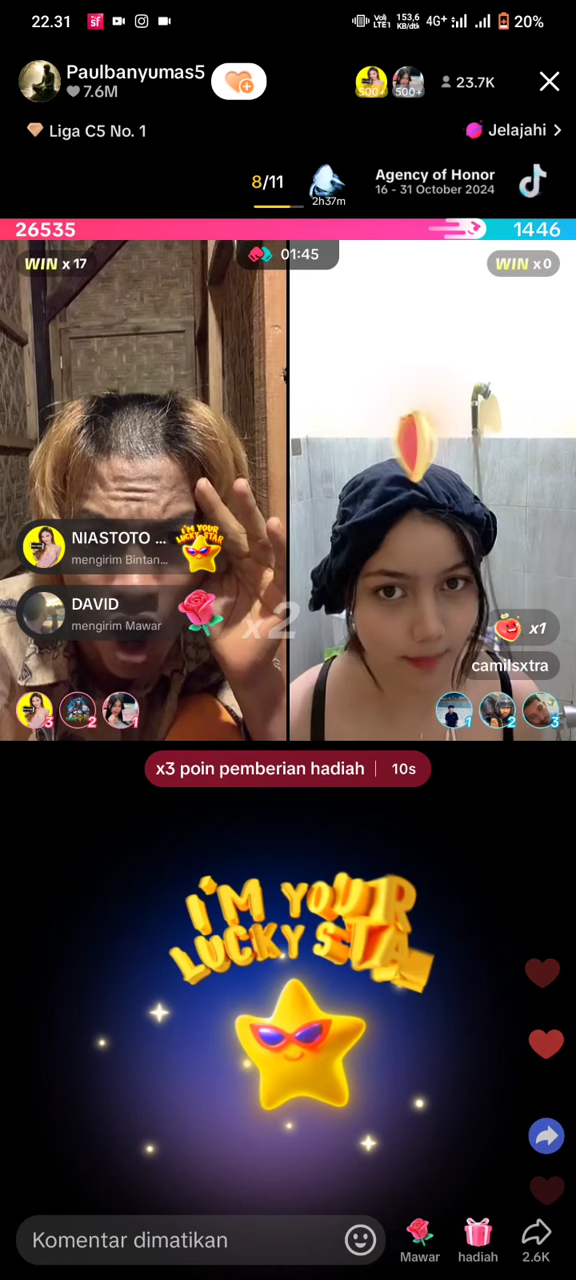 22.31
Vo))
LTE1
153,6
KB/dtk
4G+
20%
Paulbanyumas5
7.6M
500+
500+
23.7K
Liga C5 No. 1
Jelajahi >
8/11
2h37m
Agency of Honor
16 - 31 October 2024
26535
1446
WIN x 17
01:45
WIN x 0
I'M YOUR
LUCKY STAR
NIASTOTO ...
mengirim Bintan...
DAVID
mengirim Mawar
x2
x1
camilsxtra
3
2
1
1
2
3
x3 poin pemberian hadiah | 10s
I'M YOUR
LUCKY STA
Komentar dimatikan
Mawar
hadiah
2.6K